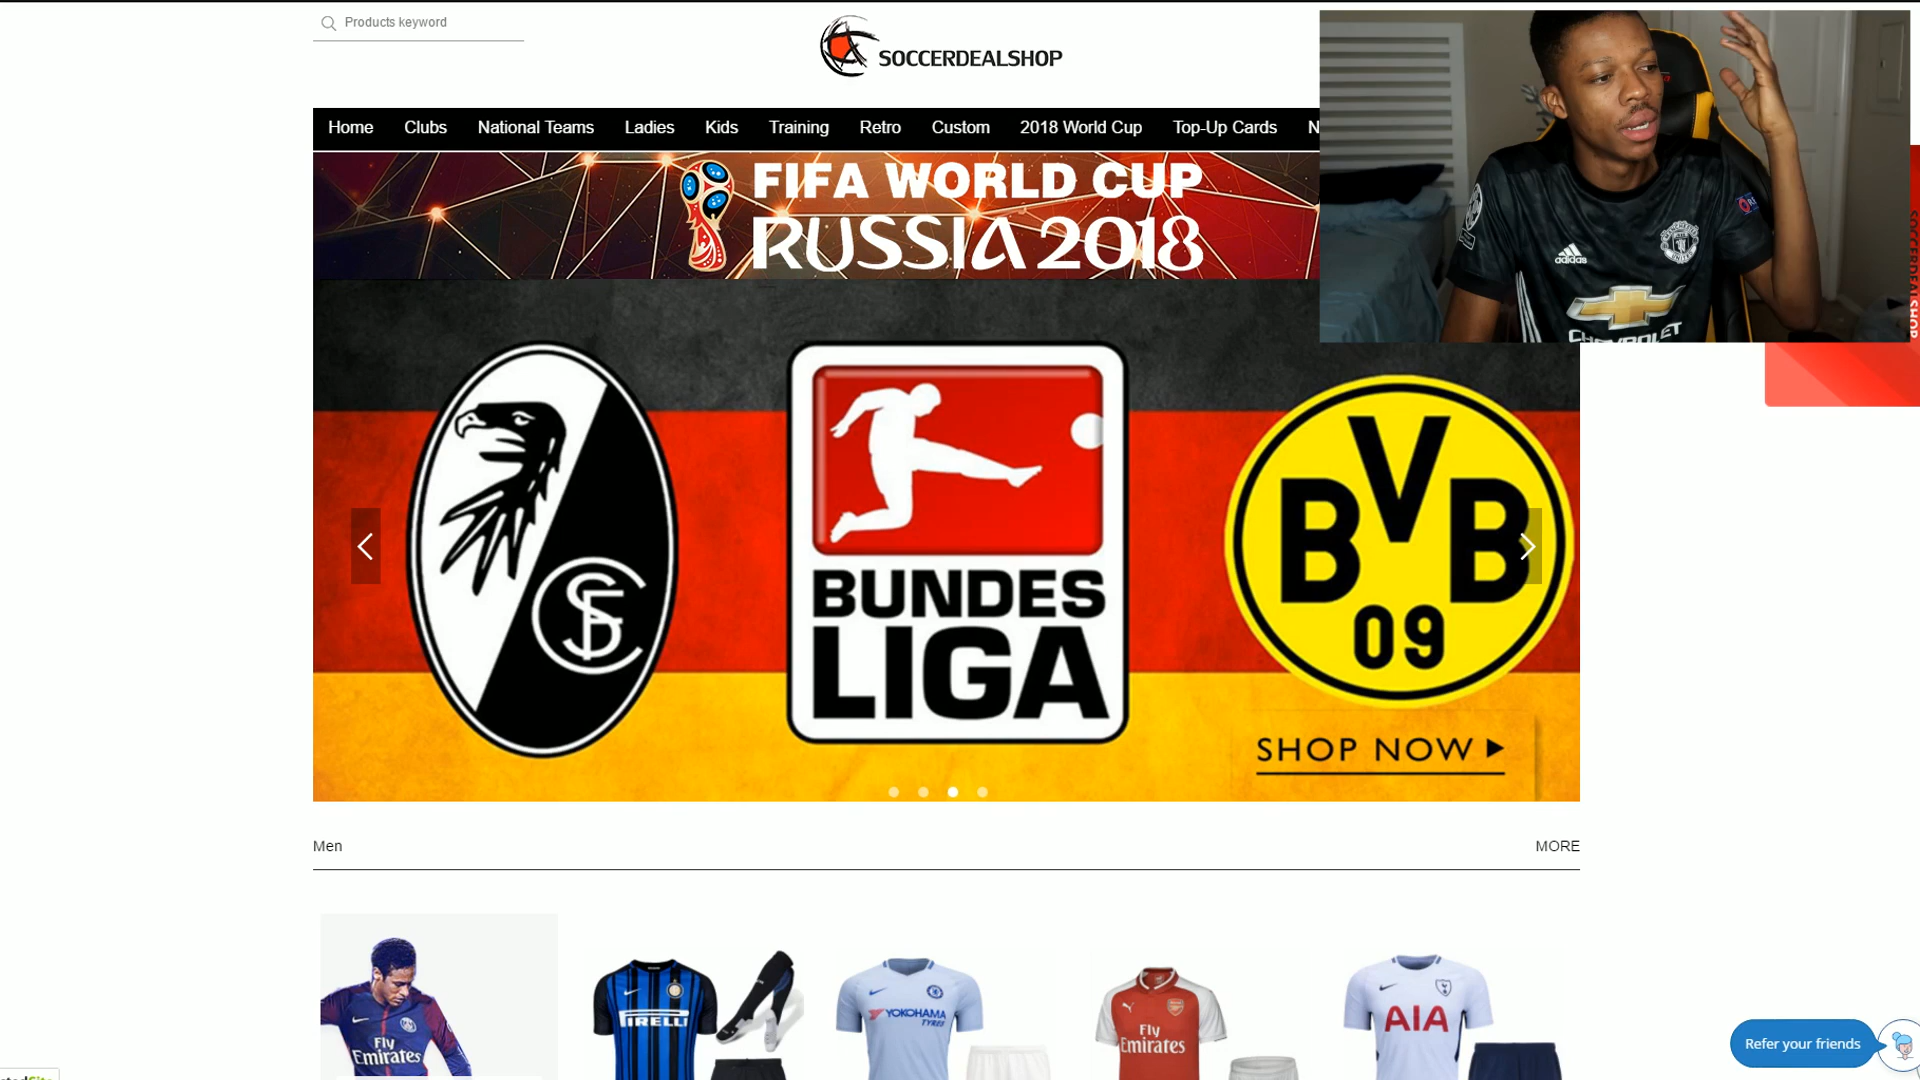 Products keyword
SOCCERDEALSHOP
Home Clubs National Teams Ladies Kids Training Retro Custom 2018 World Cup Top-Up Cards N
FIFA WORLD CUP
RUSSIA 2018
adidas
CHEVROLET
SOCCERDEALSHOP
SFC
BUNDES
LIGA
BVB
09
SHOP NOW
Men
MORE
Fly
Emirates
PIRELLI
YOKOHAMA
TYRES
Fly
Emirates
AIA
Refer your friends